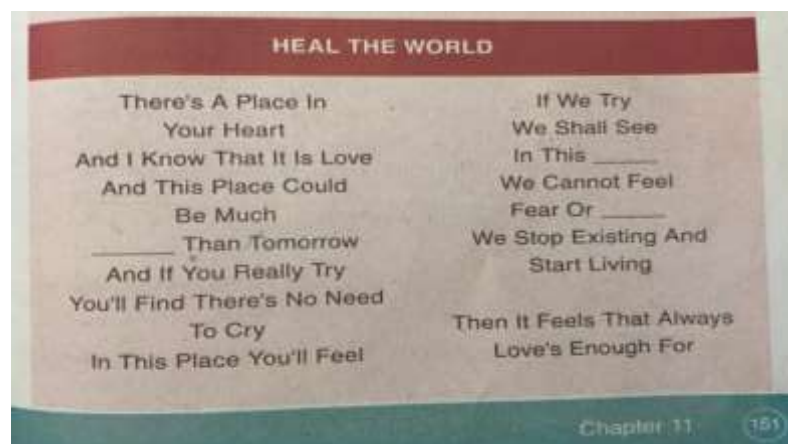 HEAL THE WORLD
There's A Place In
Your Heart
And I Know That It Is Love
And This Place Could
Be Much
______ Than Tomorrow
And If You Really Try
You'll Find There's No Need
To Cry
In This Place You'll Feel
If We Try
We Shall See
In This _____
We Cannot Feel
Fear Or _____
We Stop Existing And
Start Living
Then It Feels That Always
Love's Enough For
Chapter 11
151